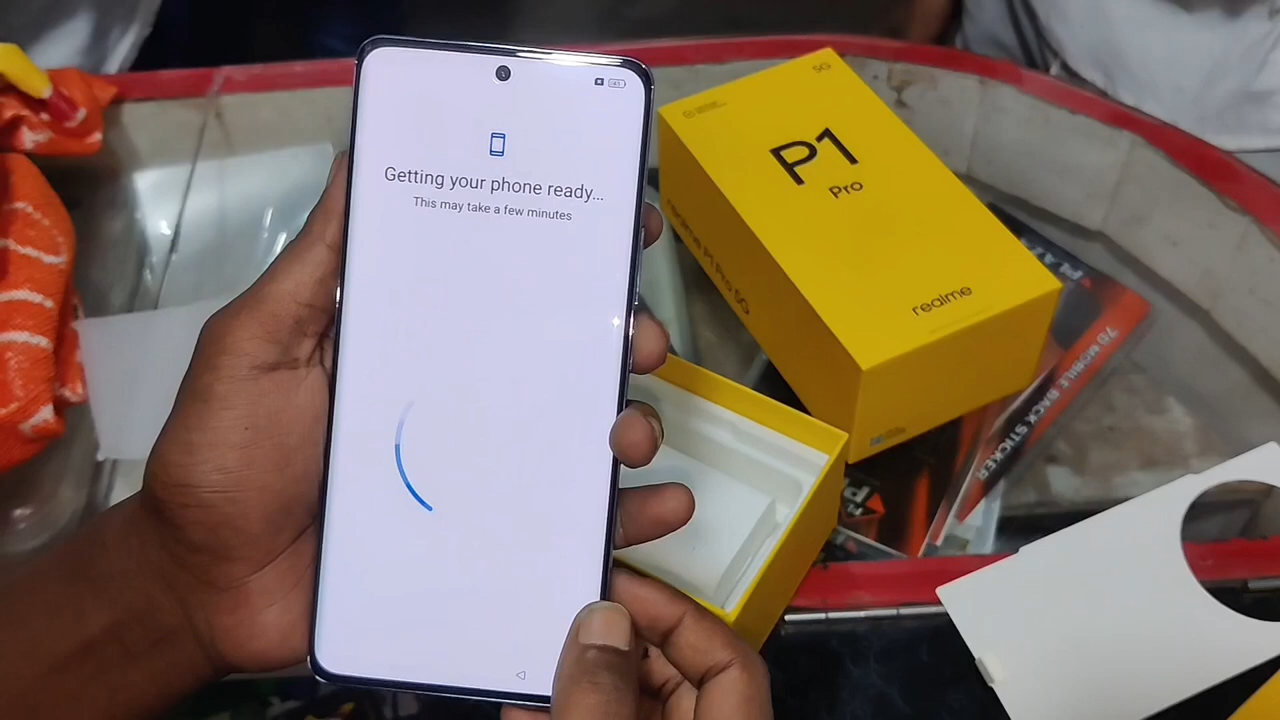 Getting your phone ready...
This may take a few minutes
5G
P1
Pro
realme
realme P1 Pro 5G
7D MOBILE BACK STICKER